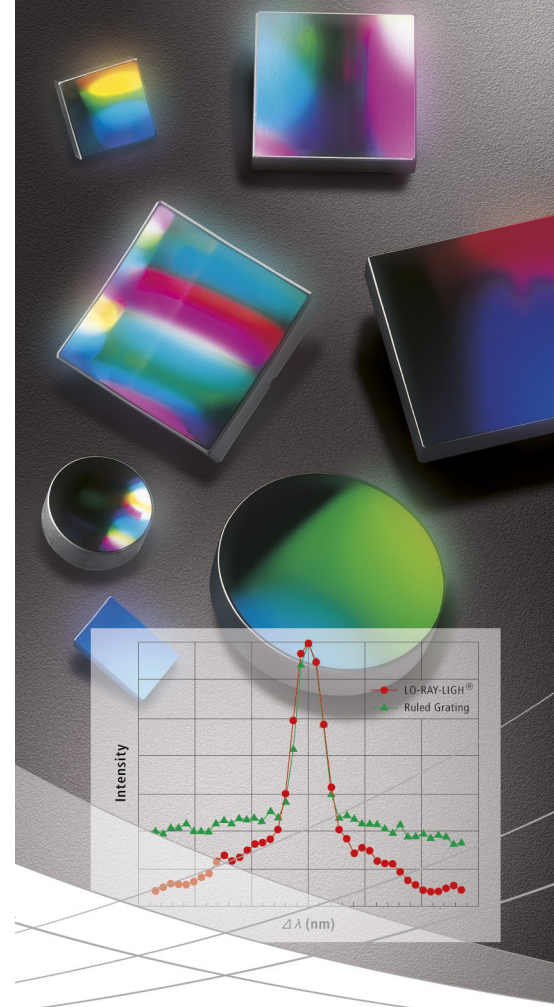 LO-RAY-LIGH®
Ruled Grating
Intensity
Δλ (nm)